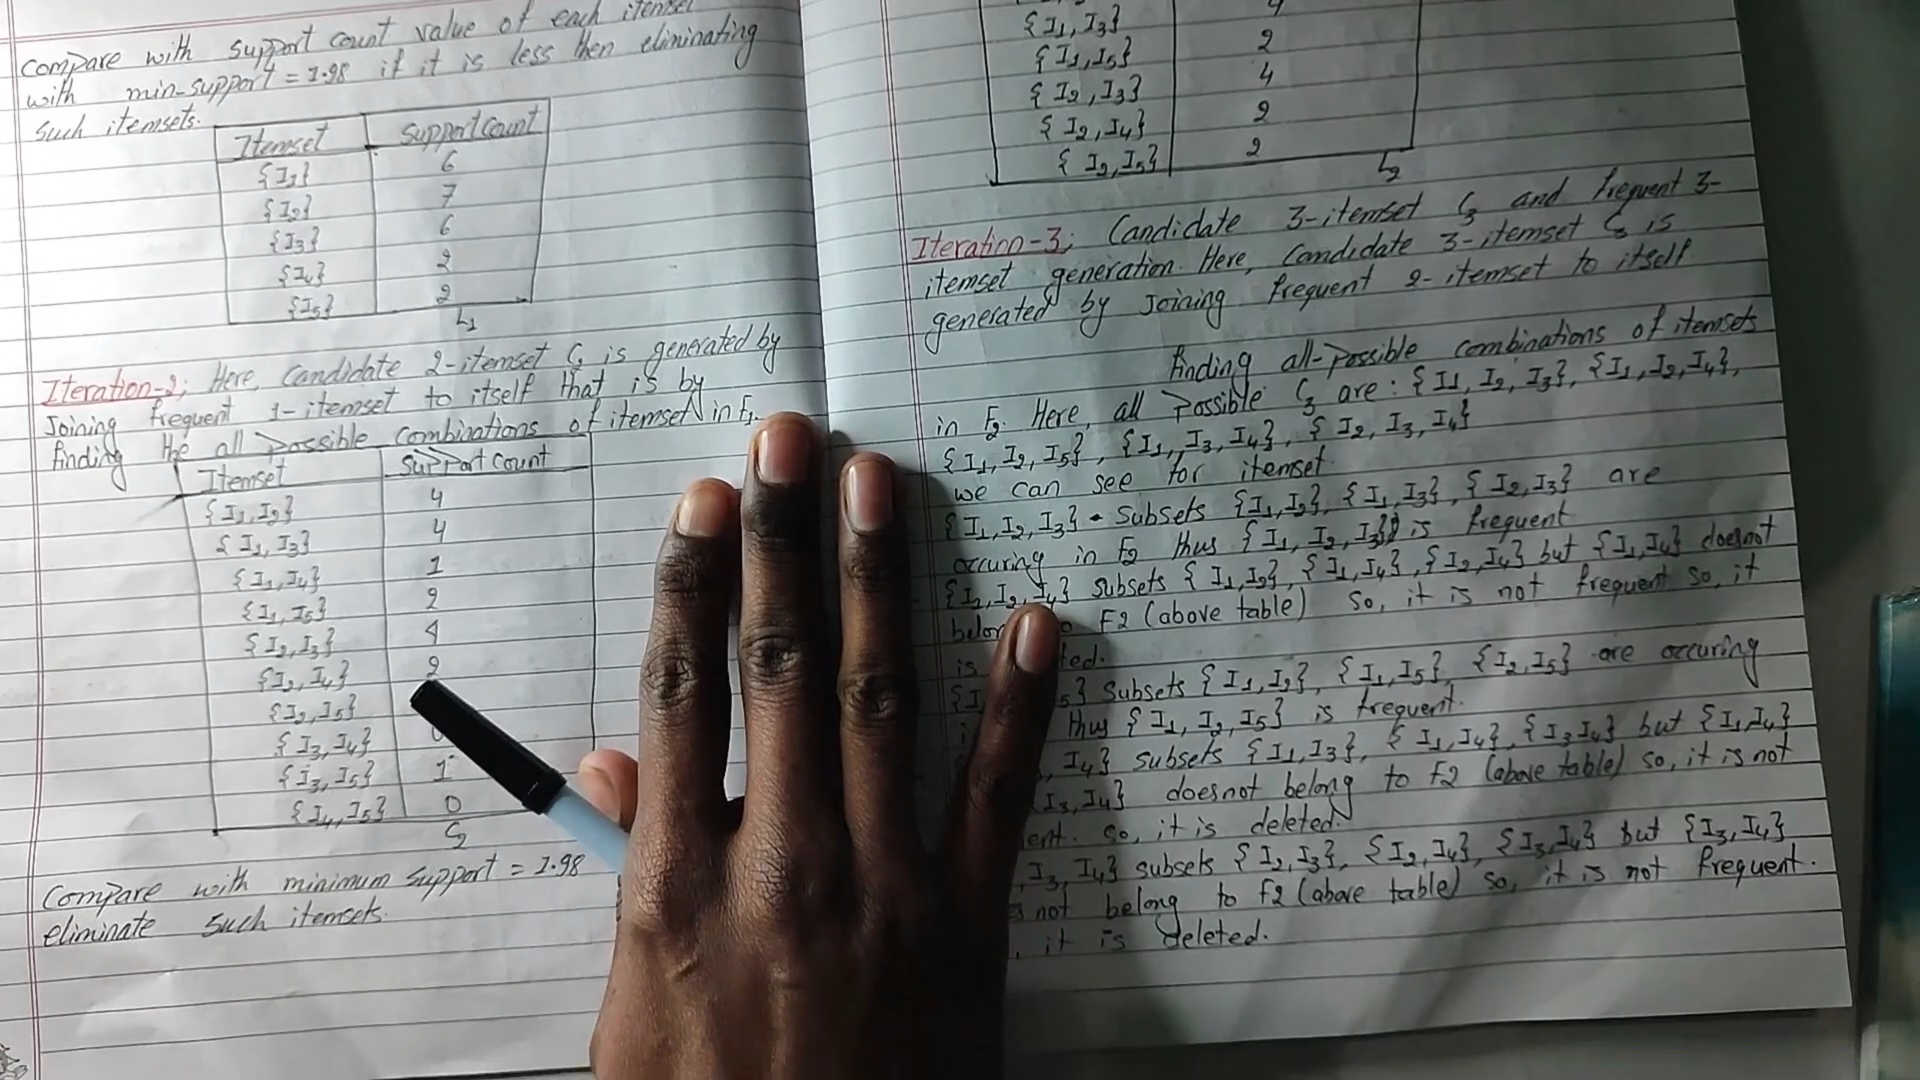 Compare with support count value of each itemset
with min-support = 1.98 if it is less then eliminating
such itemsets.
Itemset Support Count
{I1} 6
{I2} 7
{I3} 6
{I4} 2
{I5} 2
L1
Iteration-2; Here, Candidate 2-itemset C2 is generated by
Joining frequent 1-itemset to itself that is by
finding the all possible combinations of itemset in F1.
Itemset Support Count
{I1, I2} 4
{I1, I3} 4
{I1, I4} 1
{I1, I5} 2
{I2, I3} 4
{I2, I4} 2
{I2, I5}
{I3, I4} 0
{I3, I5} 1
{I4, I5} 0
C2
Compare with minimum support = 1.98
eliminate such itemsets.
4
{I1, I3} 2
{I1, I5} 4
{I2, I3} 2
{I2, I4} 2
{I2, I5}
L2
Iteration-3; Candidate 3-itemset C3 and frequent 3-
itemset generation. Here, Candidate 3-itemset C3 is
generated by Joining frequent 2-itemset to itself
finding all-possible combinations of itemsets
in F2. Here, all possible C3 are : {I1, I2, I3}, {I1, I2, I4},
{I1, I2, I5}, {I1, I3, I4}, {I2, I3, I4}
we can see for itemset.
{I1, I2, I3} - Subsets {I1, I2}, {I1, I3}, {I2, I3} are
occuring in F2 thus {I1, I2, I3} is frequent
{I1, I2, I4} subsets {I1, I2}, {I1, I4}, {I2, I4} but {I1, I4} doesnot
F2 (above table) so, it is not frequent so, it
is
subsets {I1, I2}, {I1, I5}, {I2, I5} are occuring
thus {I1, I2, I5} is frequent.
I4} subsets {I1, I3}, {I1, I4}, {I3 I4} but {I1, I4}
I3, I4} doesnot belong to F2 (above table) so, it is not
so, it is deleted.
I3, I4} subsets {I2, I3}, {I2, I4}, {I3, I4} but {I3, I4}
not belong to F2 (above table) so, it is not frequent.
, it is deleted.